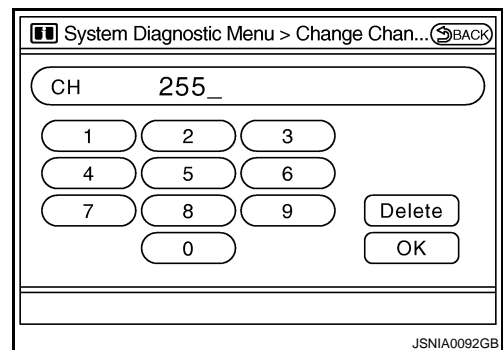 System Diagnostic Menu > Change Chan... BACK
CH 255_
1 2 3
4 5 6
7 8 9 Delete
0 OK
JSNIA0092GB